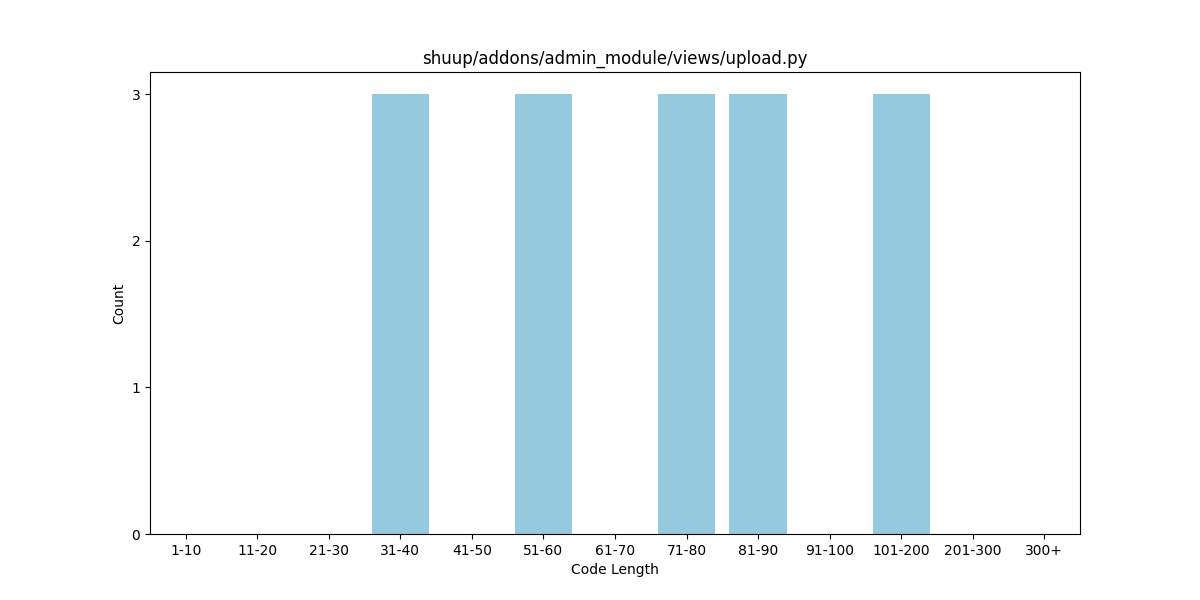 shuup/addons/admin_module/views/upload.py
3
2
1
0
Count
1-10 11-20 21-30 31-40 41-50 51-60 61-70 71-80 81-90 91-100 101-200 201-300 300+
Code Length